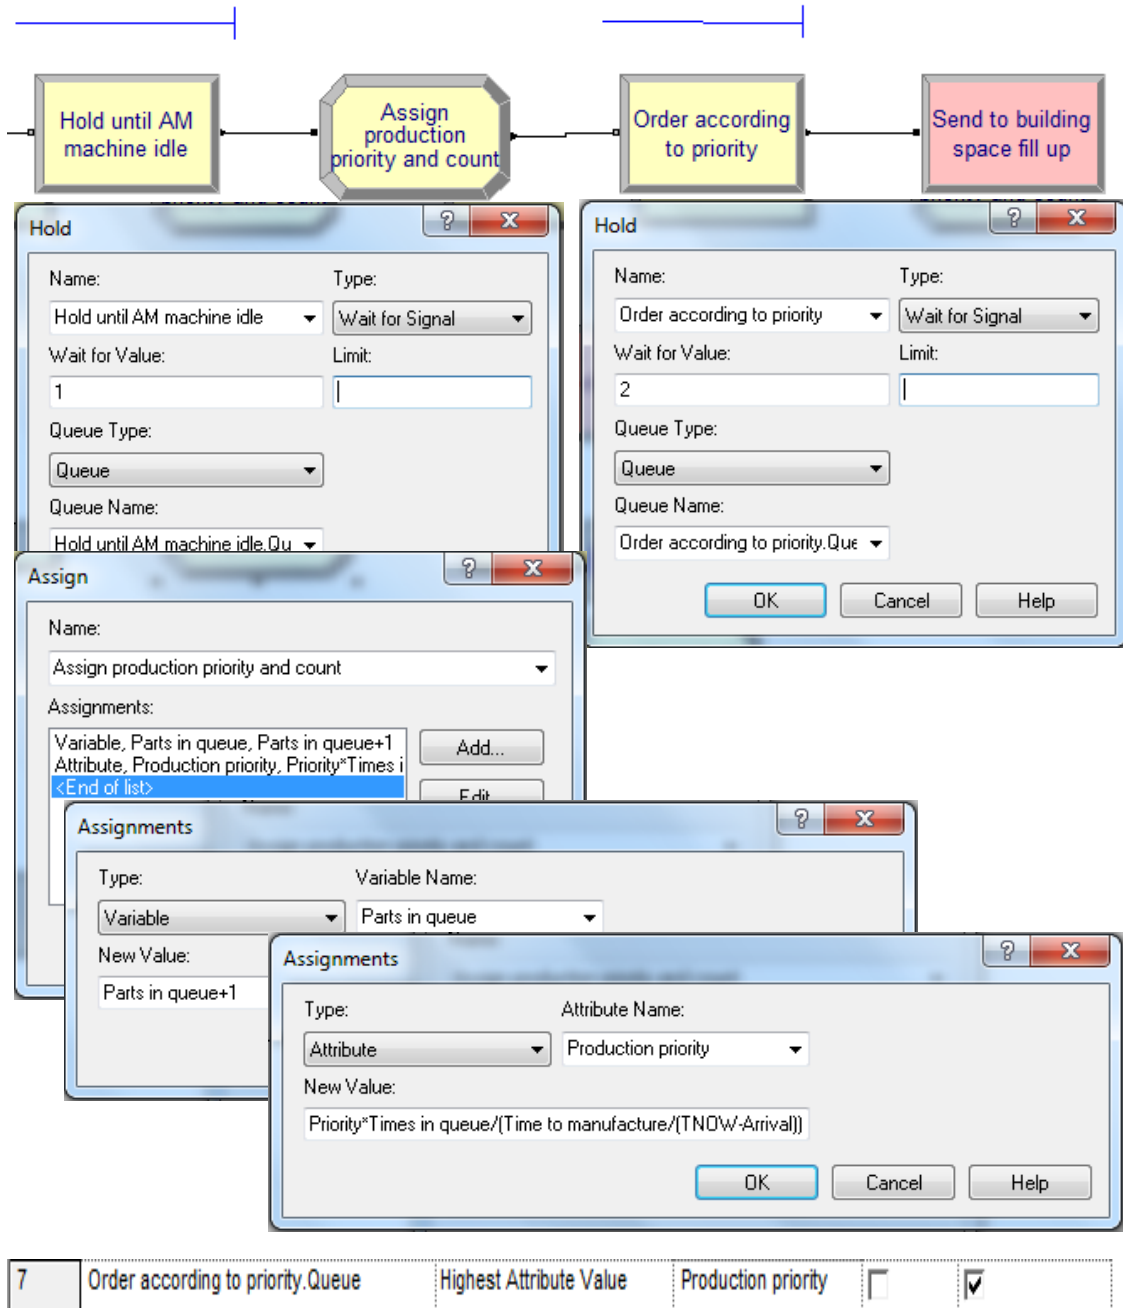 Hold until AM
machine idle
Assign
production
priority and count
Order according
to priority
Send to building
space fill up
Hold
Name:
Type:
Hold until AM machine idle
Wait for Signal
Wait for Value:
Limit:
1
Queue Type:
Queue
Queue Name:
Hold until AM machine idle.Qu
Hold
Name:
Type:
Order according to priority
Wait for Signal
Wait for Value:
Limit:
2
Queue Type:
Queue
Queue Name:
Order according to priority.Que
OK
Cancel
Help
Assign
Name:
Assign production priority and count
Assignments:
Variable, Parts in queue, Parts in queue+1
Attribute, Production priority, Priority*Times i
<End of list>
Add...
Edit
Assignments
Type:
Variable Name:
Variable
Parts in queue
New Value:
Parts in queue+1
Assignments
Type:
Attribute Name:
Attribute
Production priority
New Value:
Priority*Times in queue/(Time to manufacture/(TNOW-Arrival))
OK
Cancel
Help
7 Order according to priority.Queue Highest Attribute Value Production priority